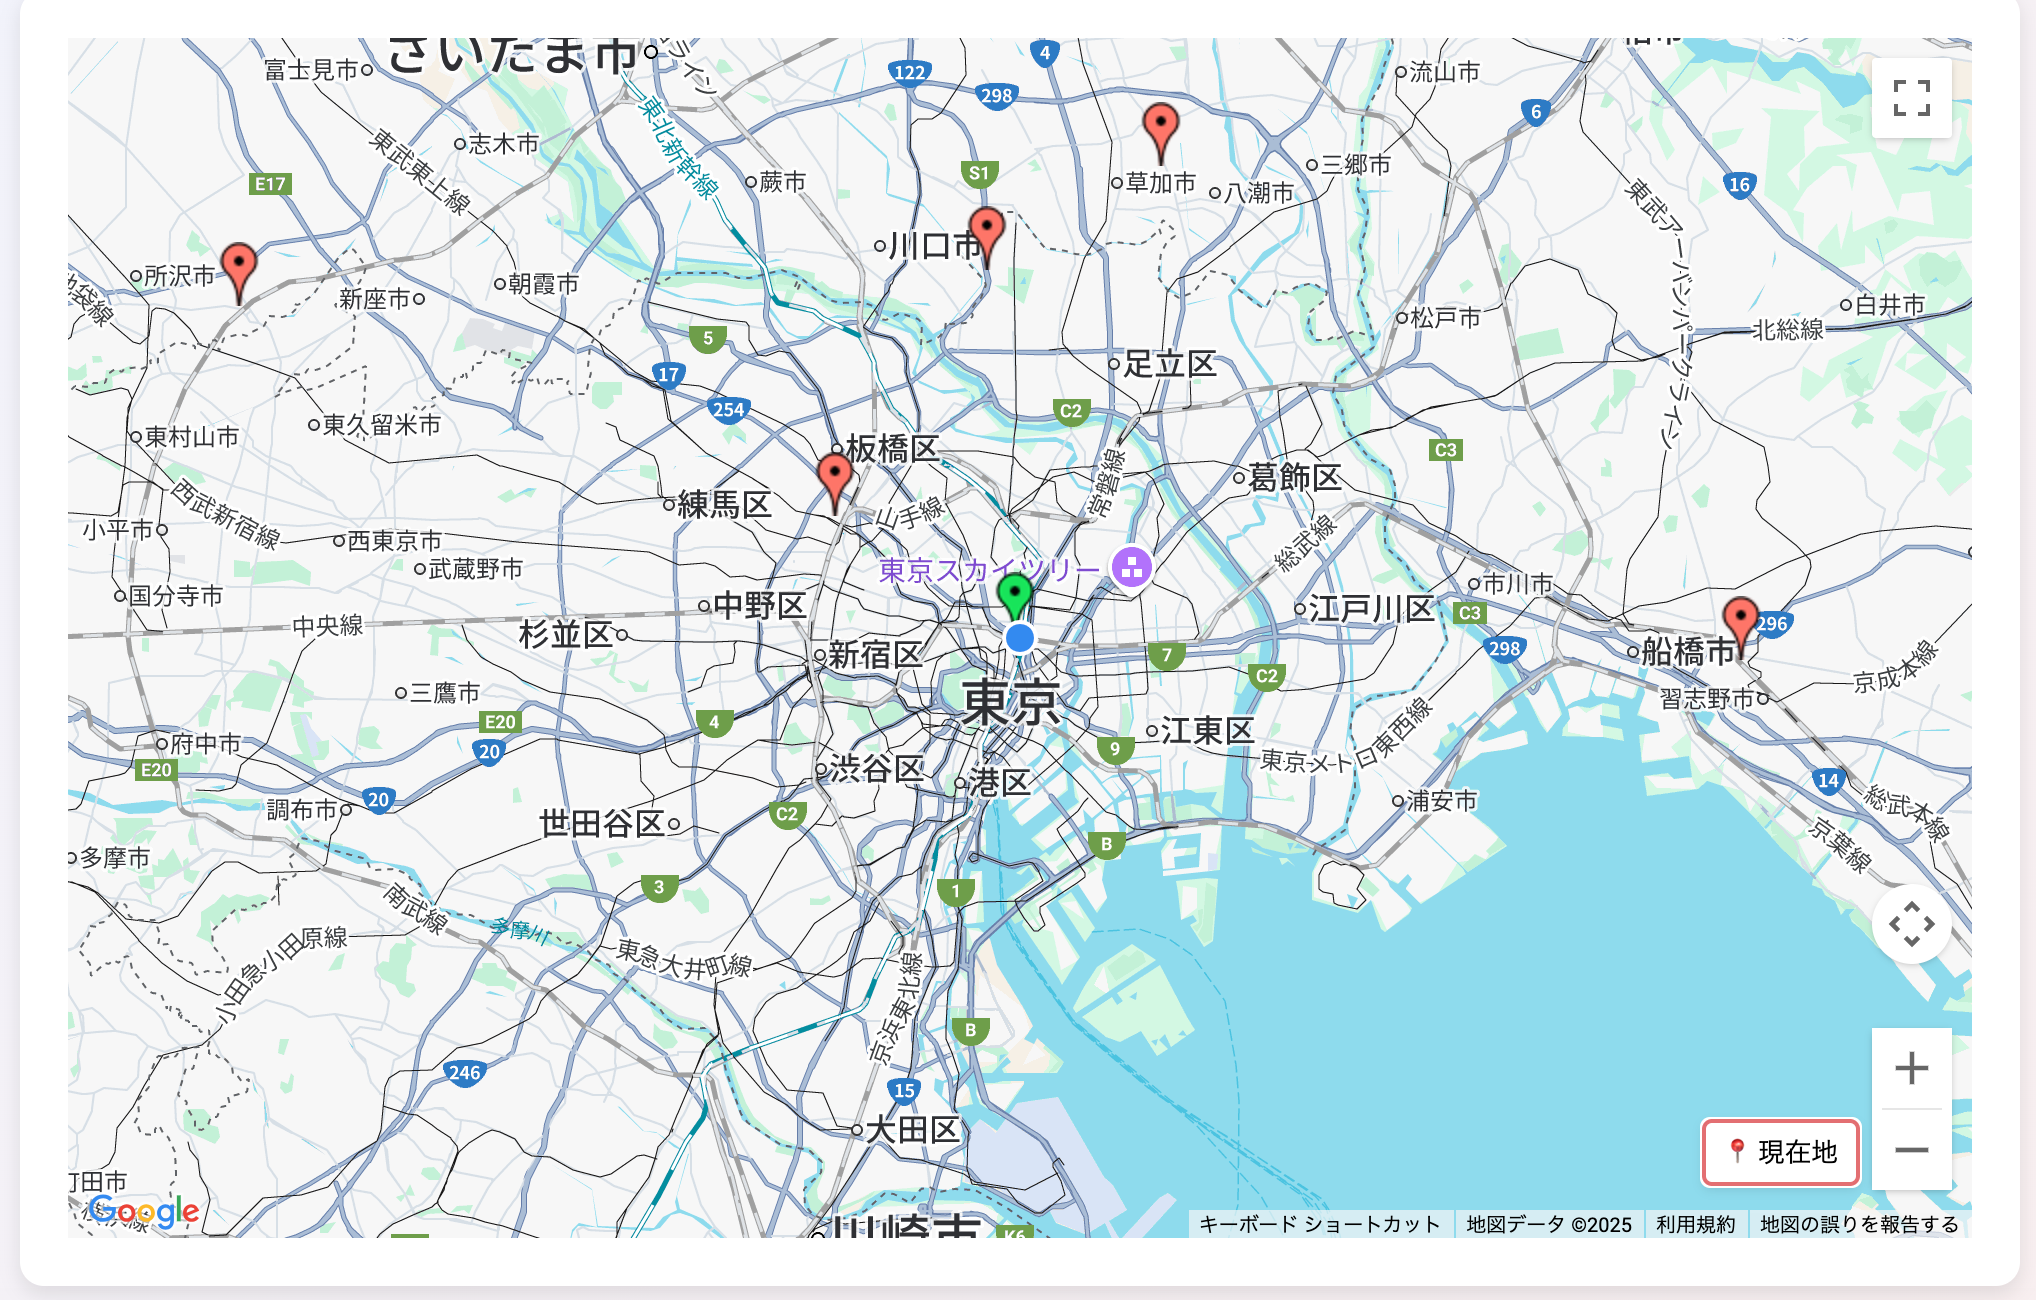 さいたま市
富士見市
122
4
298
流山市
6
志木市
東武東上線
東北新幹線
E17
蕨市
S1
草加市
八潮市
三郷市
16
東武アーバンパークライン
所沢市
川口市
朝霞市
新座市
松戸市
白井市
北総線
5
17
254
足立区
C2
C3
東村山市
東久留米市
板橋区
常磐線
葛飾区
練馬区
山手線
小平市
西武新宿線
西東京市
武蔵野市
東京スカイツリー
総武線
市川市
国分寺市
中央線
杉並区
中野区
新宿区
江戸川区
C3
298
船橋市
296
7
C2
京成本線
習志野市
三鷹市
E20
20
4
東京
江東区
9
東京メトロ東西線
府中市
E20
20
調布市
渋谷区
港区
浦安市
14
総武本線
京葉線
世田谷区
C2
B
多摩市
3
1
南武線
多摩川
小田急小田原線
東急大井町線
京浜東北線
B
246
15
大田区
現在地
町田市
Google
川崎市
K6
キーボード ショートカット
地図データ ©2025
利用規約
地図の誤りを報告する